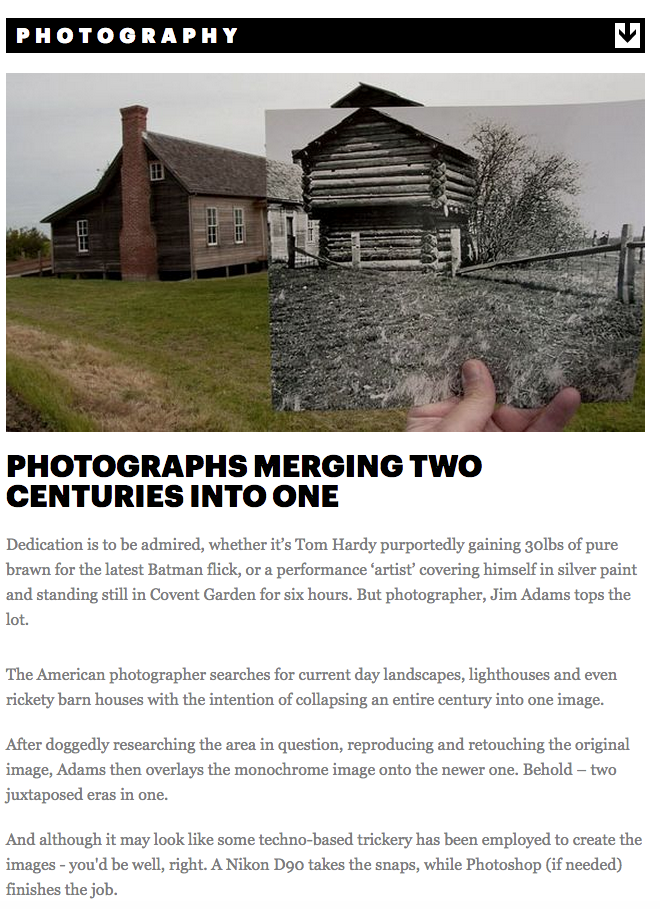 PHOTOGRAPHY
PHOTOGRAPHS MERGING TWO
CENTURIES INTO ONE
Dedication is to be admired, whether it’s Tom Hardy purportedly gaining 30lbs of pure
brawn for the latest Batman flick, or a performance ‘artist’ covering himself in silver paint
and standing still in Covent Garden for six hours. But photographer, Jim Adams tops the
lot.
The American photographer searches for current day landscapes, lighthouses and even
rickety barn houses with the intention of collapsing an entire century into one image.
After doggedly researching the area in question, reproducing and retouching the original
image, Adams then overlays the monochrome image onto the newer one. Behold – two
juxtaposed eras in one.
And although it may look like some techno-based trickery has been employed to create the
images - you'd be well, right. A Nikon D90 takes the snaps, while Photoshop (if needed)
finishes the job.